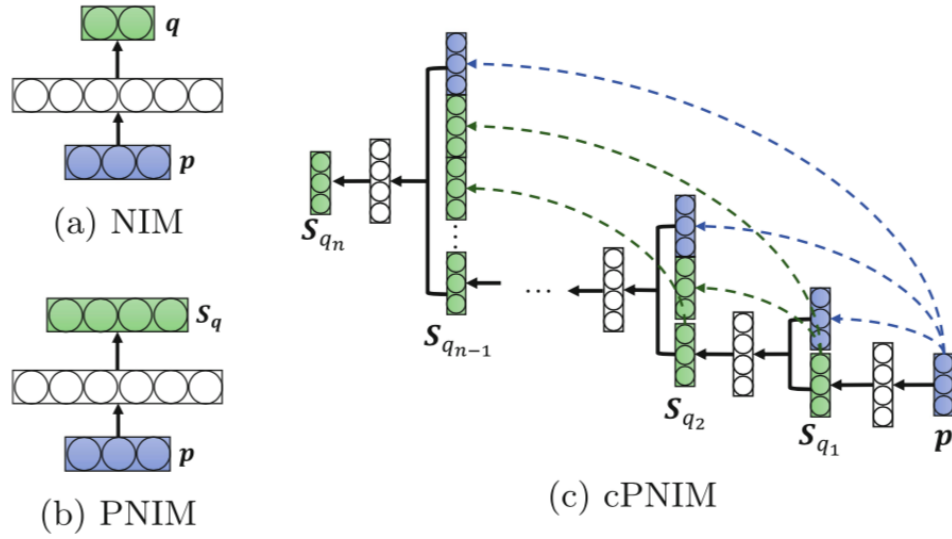 q
p
(a) NIM
S_q
p
(b) PNIM
S_{q_n}
...
S_{q_{n-1}}
...
S_{q_2}
S_{q_1}
p
(c) cPNIM